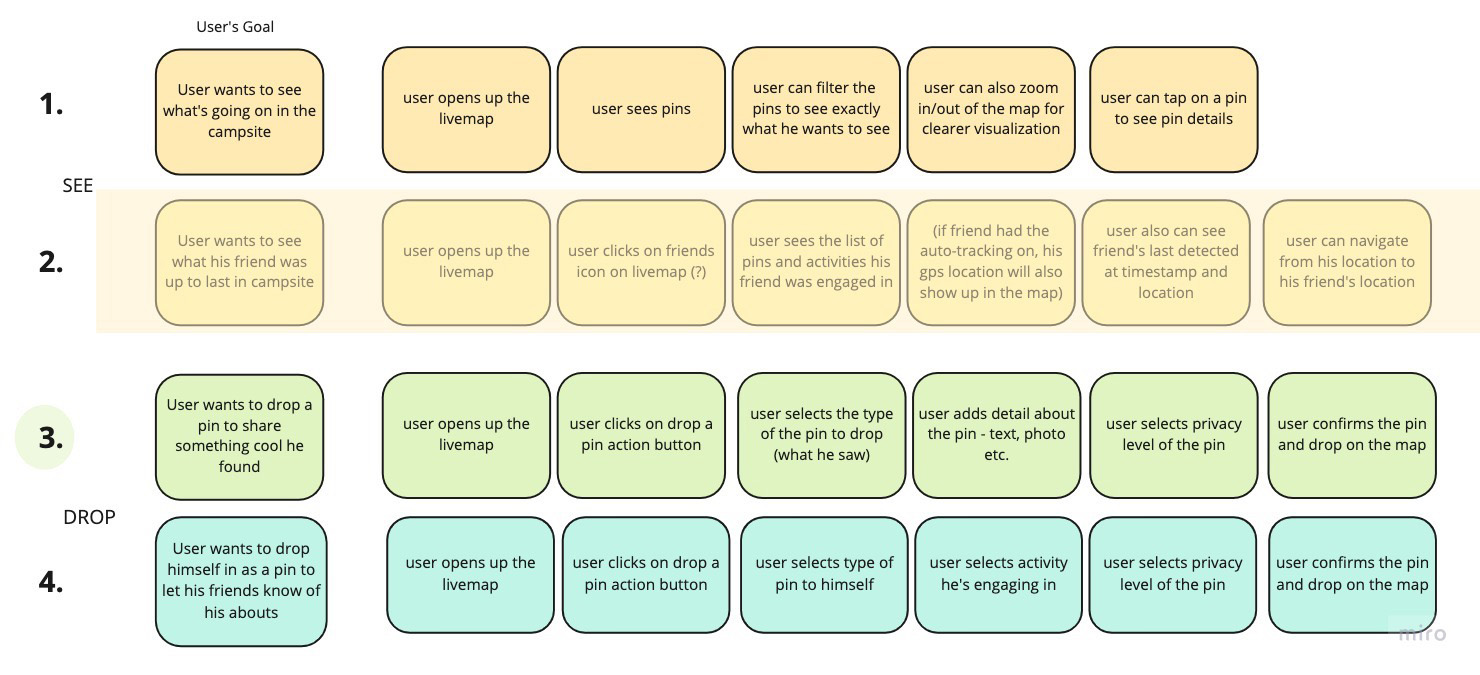 User's Goal
1.
User wants to see
what's going on in the
campsite
user opens up the
livemap
user sees pins
user can filter the
pins to see exactly
what he wants to see
user can also zoom
in/out of the map for
clearer visualization
user can tap on a pin
to see pin details
SEE
2.
User wants to see
what his friend was
up to last in campsite
user opens up the
livemap
user clicks on friends
icon on livemap (?)
user sees the list of
pins and activities his
friend was engaged in
(if friend had the
auto-tracking on, his
gps location will also
show up in the map)
user also can see
friend's last detected
at timestamp and
location
user can navigate
from his location to
his friend's location
3.
User wants to drop a
pin to share
something cool he
found
user opens up the
livemap
user clicks on drop a
pin action button
user selects the type
of the pin to drop
(what he saw)
user adds detail about
the pin - text, photo
etc.
user selects privacy
level of the pin
user confirms the pin
and drop on the map
DROP
4.
User wants to drop
himself in as a pin to
let his friends know of
his abouts
user opens up the
livemap
user clicks on drop a
pin action button
user selects type of
pin to himself
user selects activity
he's engaging in
user selects privacy
level of the pin
user confirms the pin
and drop on the map
miro